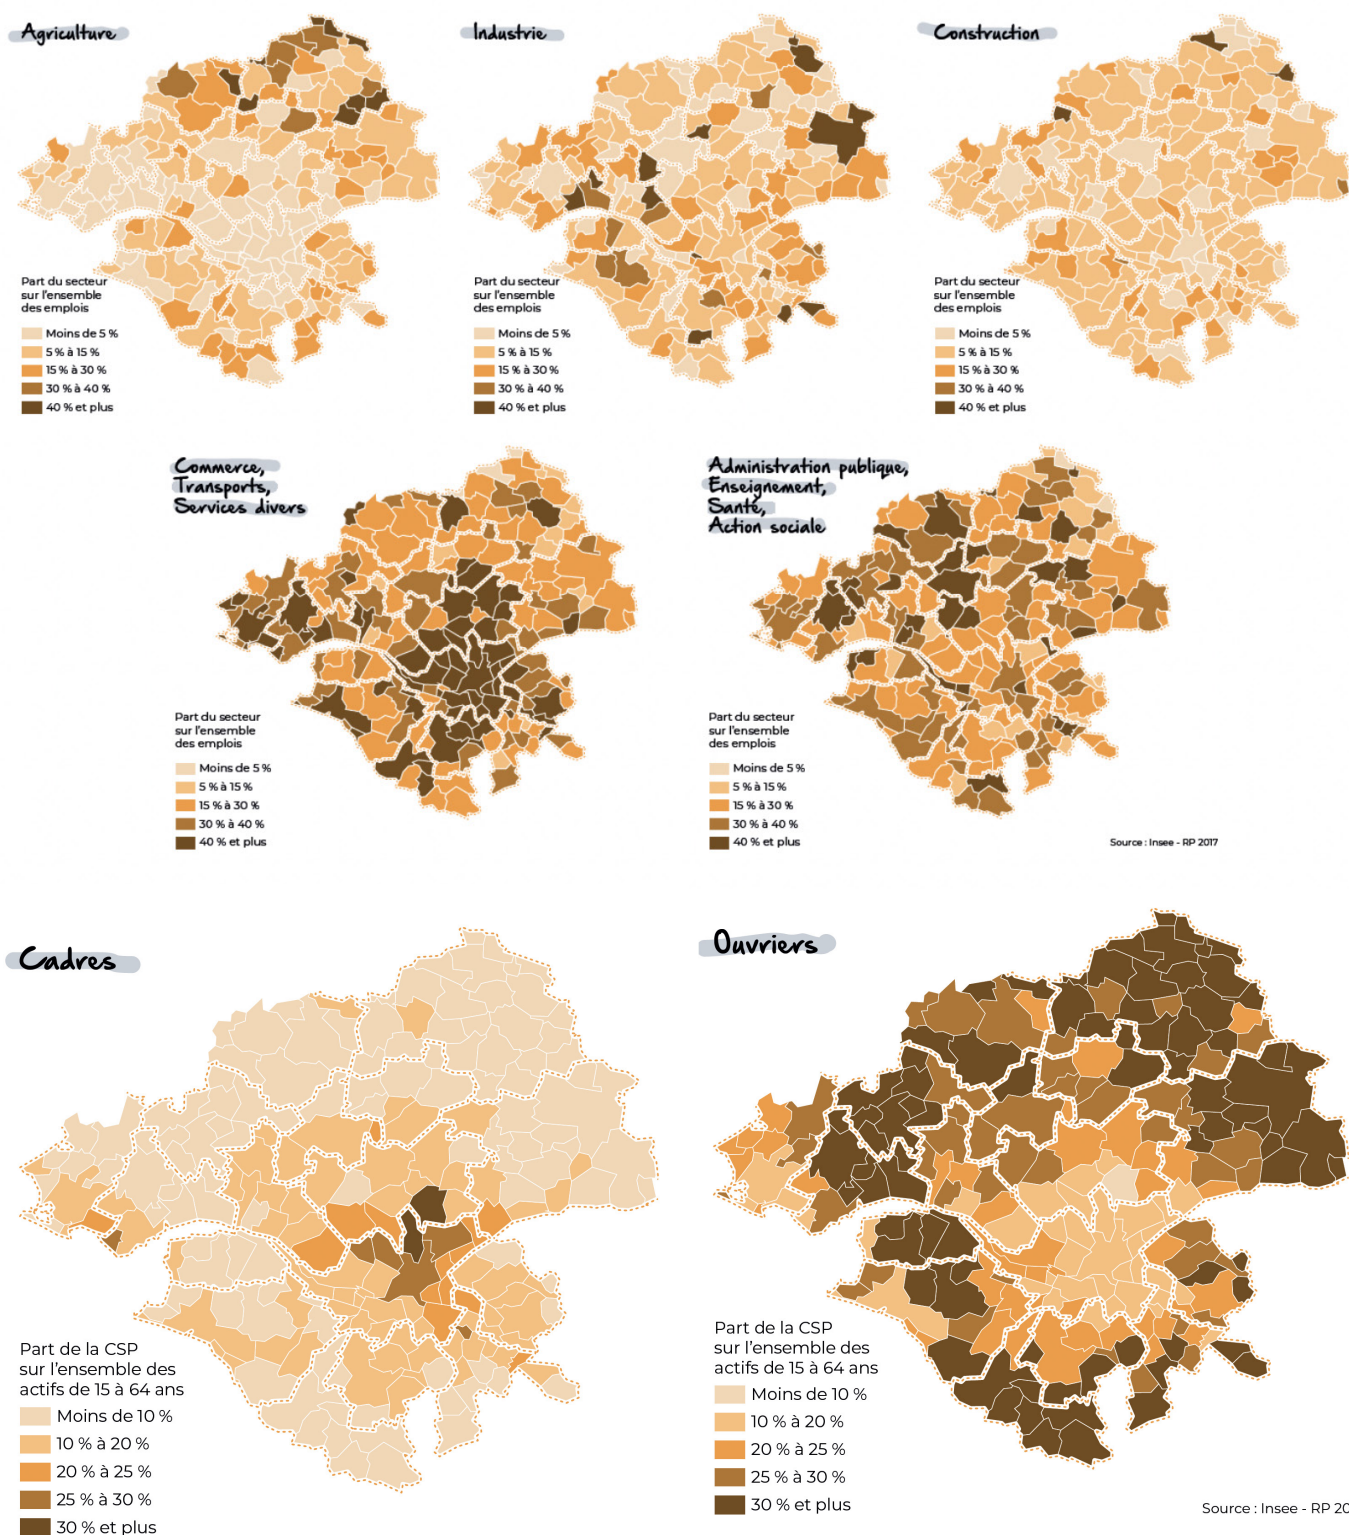 Agriculture
Part du secteur
sur l'ensemble
des emplois
Moins de 5 %
5 % à 15 %
15 % à 30 %
30 % à 40 %
40 % et plus
Industrie
Part du secteur
sur l'ensemble
des emplois
Moins de 5 %
5 % à 15 %
15 % à 30 %
30 % à 40 %
40 % et plus
Construction
Part du secteur
sur l'ensemble
des emplois
Moins de 5 %
5 % à 15 %
15 % à 30 %
30 % à 40 %
40 % et plus
Commerce,
Transports,
Services divers
Part du secteur
sur l'ensemble
des emplois
Moins de 5 %
5 % à 15 %
15 % à 30 %
30 % à 40 %
40 % et plus
Administration publique,
Enseignement,
Santé,
Action sociale
Part du secteur
sur l'ensemble
des emplois
Moins de 5 %
5 % à 15 %
15 % à 30 %
30 % à 40 %
40 % et plus
Source : Insee - RP 2017
Cadres
Part de la CSP
sur l'ensemble des
actifs de 15 à 64 ans
Moins de 10 %
10 % à 20 %
20 % à 25 %
25 % à 30 %
30 % et plus
Ouvriers
Part de la CSP
sur l'ensemble des
actifs de 15 à 64 ans
Moins de 10 %
10 % à 20 %
20 % à 25 %
25 % à 30 %
30 % et plus
Source : Insee - RP 20